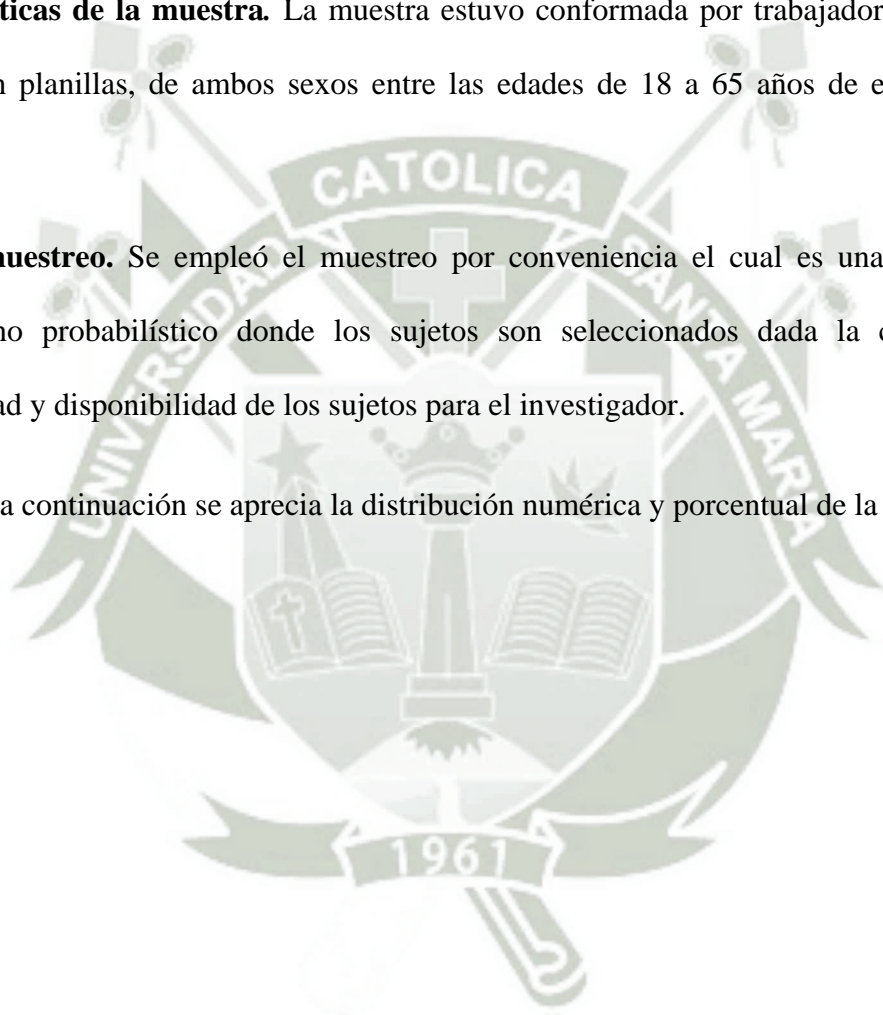 ticas de la muestra. La muestra estuvo conformada por trabajador
n planillas, de ambos sexos entre las edades de 18 a 65 años de e
CATOLICA
muestreo. Se empleó el muestreo por conveniencia el cual es una
no probabilístico donde los sujetos son seleccionados dada la c
ad y disponibilidad de los sujetos para el investigador.
UNIVERSIDAD
SANTA MARIA
a continuación se aprecia la distribución numérica y porcentual de la
1961